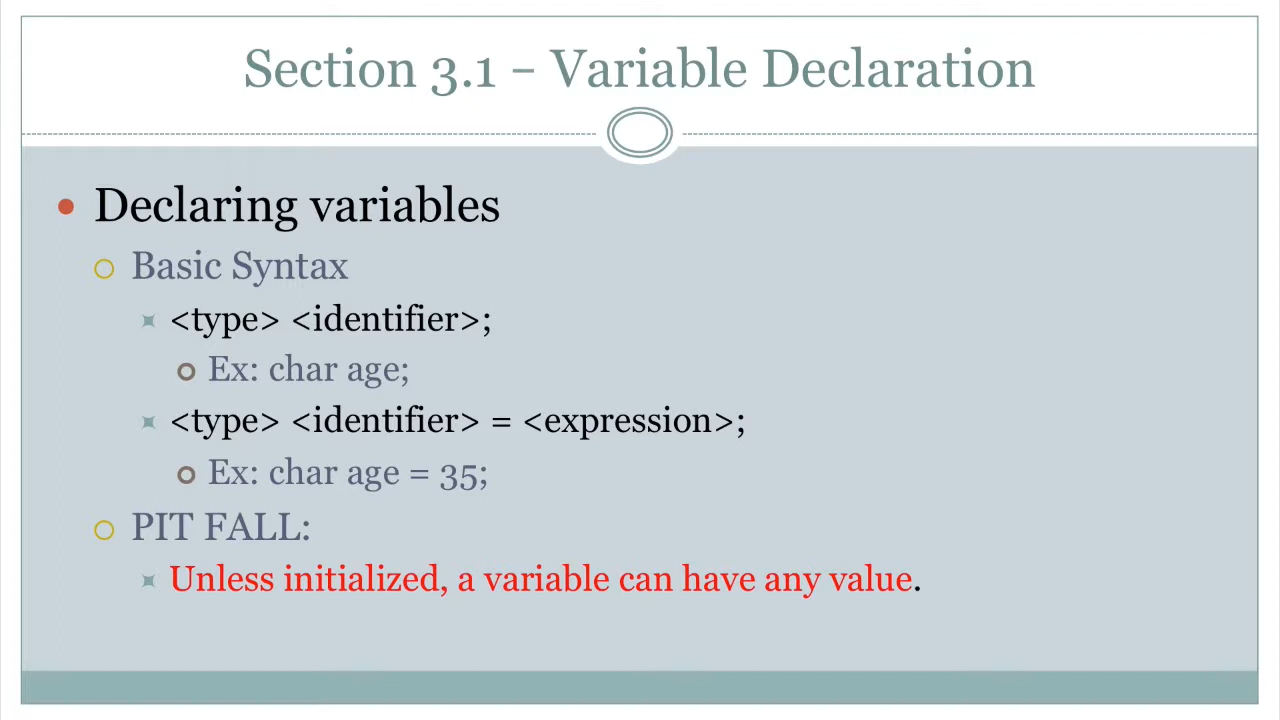 Section 3.1 – Variable Declaration
Declaring variables
Basic Syntax
<type> <identifier>;
Ex: char age;
<type> <identifier> = <expression>;
Ex: char age = 35;
PIT FALL:
Unless initialized, a variable can have any value.